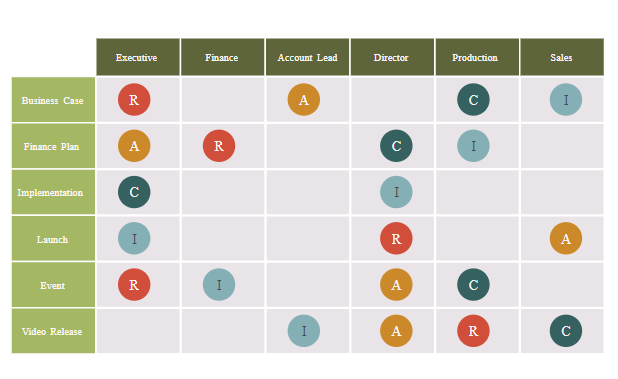 Executive Finance Account Lead Director Production Sales
Business Case R A C I
Finance Plan A R C I
Implementation C I
Launch I R A
Event R I A C
Video Release I A R C